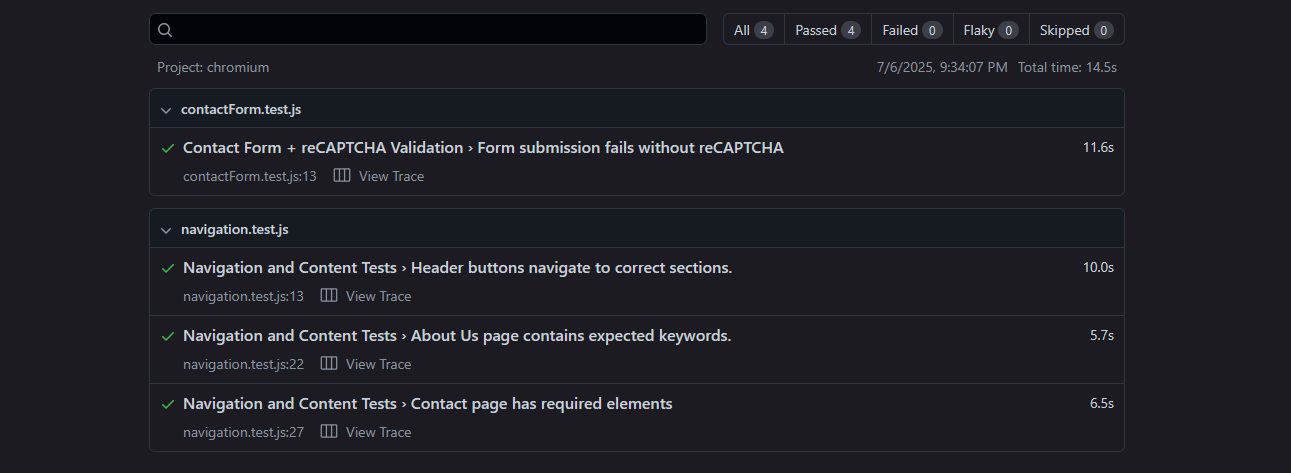 All 4 Passed 4 Failed 0 Flaky 0 Skipped 0
Project: chromium 7/6/2025, 9:34:07 PM Total time: 14.5s
contactForm.test.js
Contact Form + reCAPTCHA Validation › Form submission fails without reCAPTCHA 11.6s
contactForm.test.js:13 View Trace
navigation.test.js
Navigation and Content Tests › Header buttons navigate to correct sections. 10.0s
navigation.test.js:13 View Trace
Navigation and Content Tests › About Us page contains expected keywords. 5.7s
navigation.test.js:22 View Trace
Navigation and Content Tests › Contact page has required elements 6.5s
navigation.test.js:27 View Trace